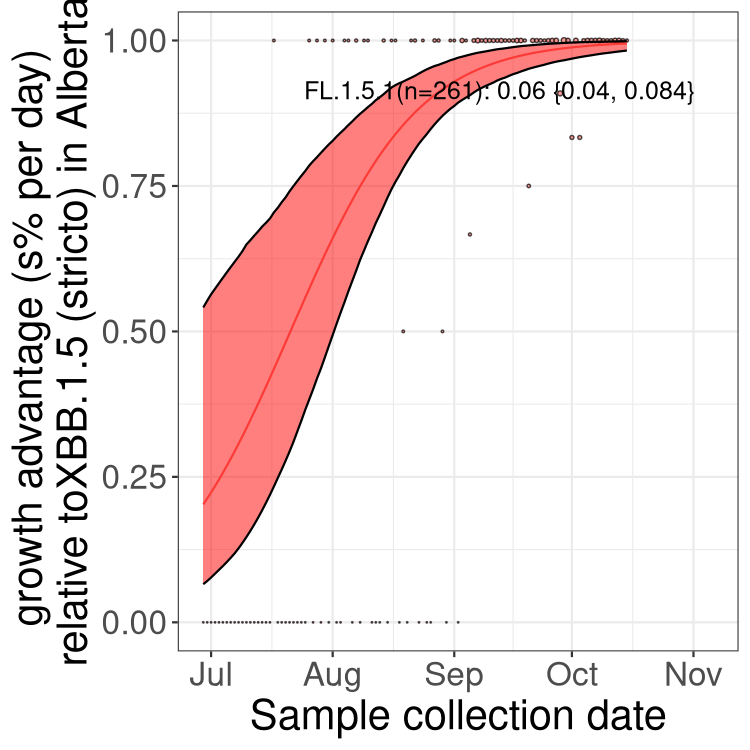 growth advantage (s% per day)
relative toXBB.1.5 (stricto) in Alberta
1.00
0.75
0.50
0.25
0.00
FL.1.5.1(n=261): 0.06 {0.04, 0.084}
Jul Aug Sep Oct Nov
Sample collection date